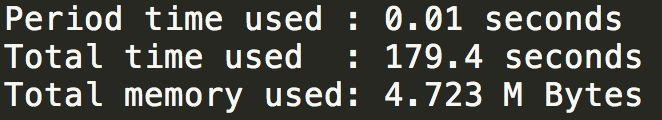 Period time used : 0.01 seconds
Total time used  : 179.4 seconds
Total memory used: 4.723 M Bytes